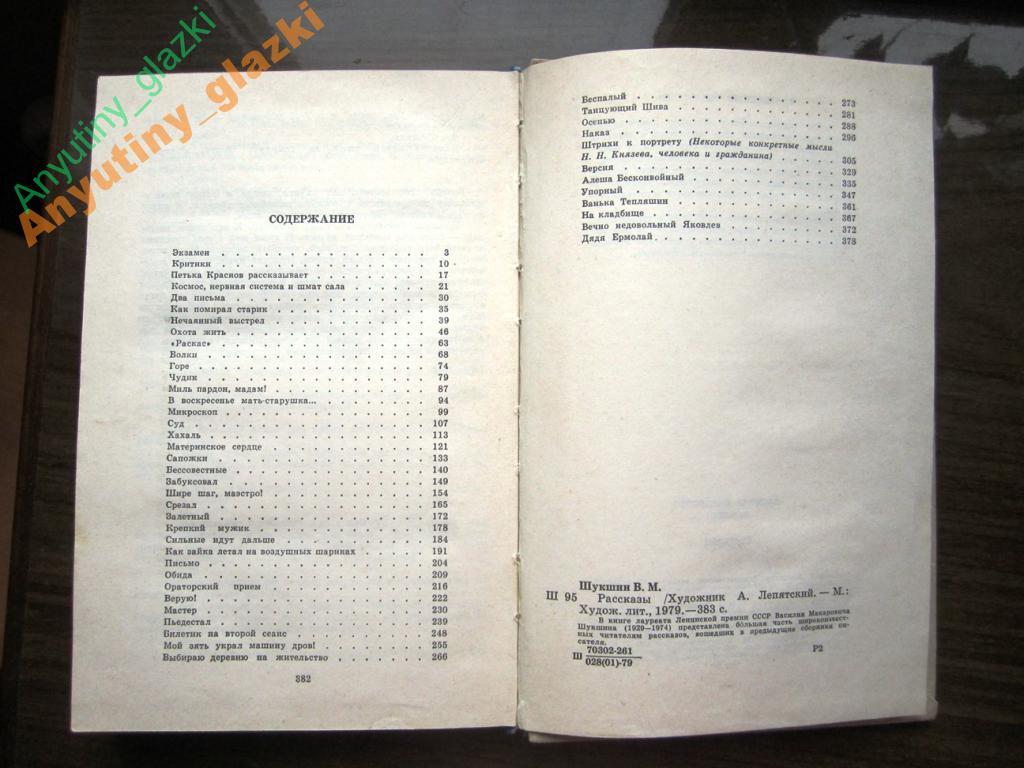 Anyutiny_glazki
Anyutiny_glazki
СОДЕРЖАНИЕ
Экзамен . . . . . . . . . . . . . . . . 3
Критики . . . . . . . . . . . . . . . . 10
Петька Краснов рассказывает . . . . . . . . 17
Космос, нервная система и шмат сала . . . . . . 21
Два письма . . . . . . . . . . . . . . . 30
Как помирал старик . . . . . . . . . . . . 35
Нечаянный выстрел . . . . . . . . . . . . 39
Охота жить . . . . . . . . . . . . . . . 46
«Раскас» . . . . . . . . . . . . . . . . 63
Волки . . . . . . . . . . . . . . . . . 68
Горе . . . . . . . . . . . . . . . . . 74
Чудик . . . . . . . . . . . . . . . . . 79
Миль пардон, мадам! . . . . . . . . . . . . 87
В воскресенье мать-старушка... . . . . . . . . 94
Микроскоп . . . . . . . . . . . . . . . 99
Суд . . . . . . . . . . . . . . . . . 107
Хахаль . . . . . . . . . . . . . . . . 113
Материнское сердце . . . . . . . . . . . . 121
Сапожки . . . . . . . . . . . . . . . . 133
Бессовестные . . . . . . . . . . . . . . 140
Забуксовал . . . . . . . . . . . . . . . 149
Шире шаг, маэстро! . . . . . . . . . . . . 154
Срезал . . . . . . . . . . . . . . . . 165
Залетный . . . . . . . . . . . . . . . . 172
Крепкий мужик . . . . . . . . . . . . . . 178
Сильные идут дальше . . . . . . . . . . . . 184
Как зайка летал на воздушных шариках . . . . . 191
Письмо . . . . . . . . . . . . . . . . 204
Обида . . . . . . . . . . . . . . . . . 209
Ораторский прием . . . . . . . . . . . . . 216
Верую! . . . . . . . . . . . . . . . . 222
Мастер . . . . . . . . . . . . . . . . 230
Пьедестал . . . . . . . . . . . . . . . 239
Билетик на второй сеанс . . . . . . . . . . 248
Мой зять украл машину дров! . . . . . . . . 255
Выбираю деревню на жительство . . . . . . . 266
382
Беспалый . . . . . . . . . . . . . . . . 273
Танцующий Шива . . . . . . . . . . . . . 281
Осенью . . . . . . . . . . . . . . . . 288
Наказ . . . . . . . . . . . . . . . . . 296
Штрихи к портрету (Некоторые конкретные мысли
Н. Н. Князева, человека и гражданина) . . . . . 305
Версия . . . . . . . . . . . . . . . . 329
Алеша Бесконвойный . . . . . . . . . . . . 335
Упорный . . . . . . . . . . . . . . . . 347
Ванька Тепляшин . . . . . . . . . . . . . 361
На кладбище . . . . . . . . . . . . . . 367
Вечно недовольный Яковлев . . . . . . . . . 372
Дядя Ермолай . . . . . . . . . . . . . . 378
Шукшин В. М.
Ш 95 Рассказы /Художник А. Лепятский. — М.:
Худож. лит., 1979.—383 с.
В книге лауреата Ленинской премии СССР Василия Макаровича
Шукшина (1929—1974) представлена бóльшая часть широкоизвест-
ных читателям рассказов, вошедших в предыдущие сборники пи-
сателя.
Ш 70302-261
028(01)-79
Р2